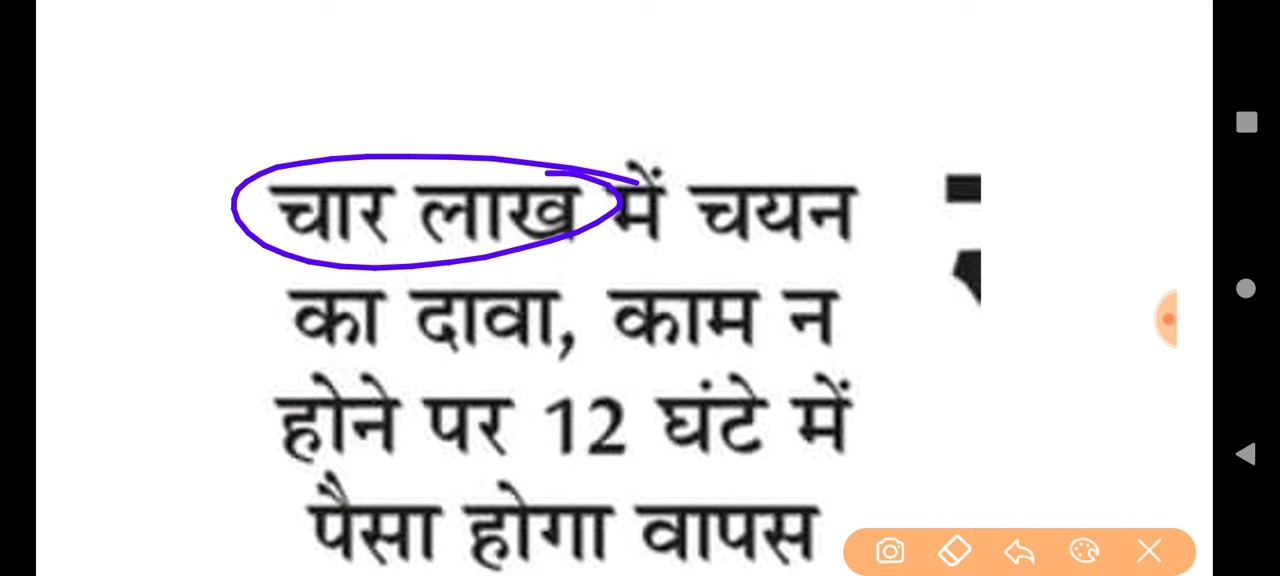 चार लाख में चयन
का दावा, काम न
होने पर 12 घंटे में
पैसा होगा वापस